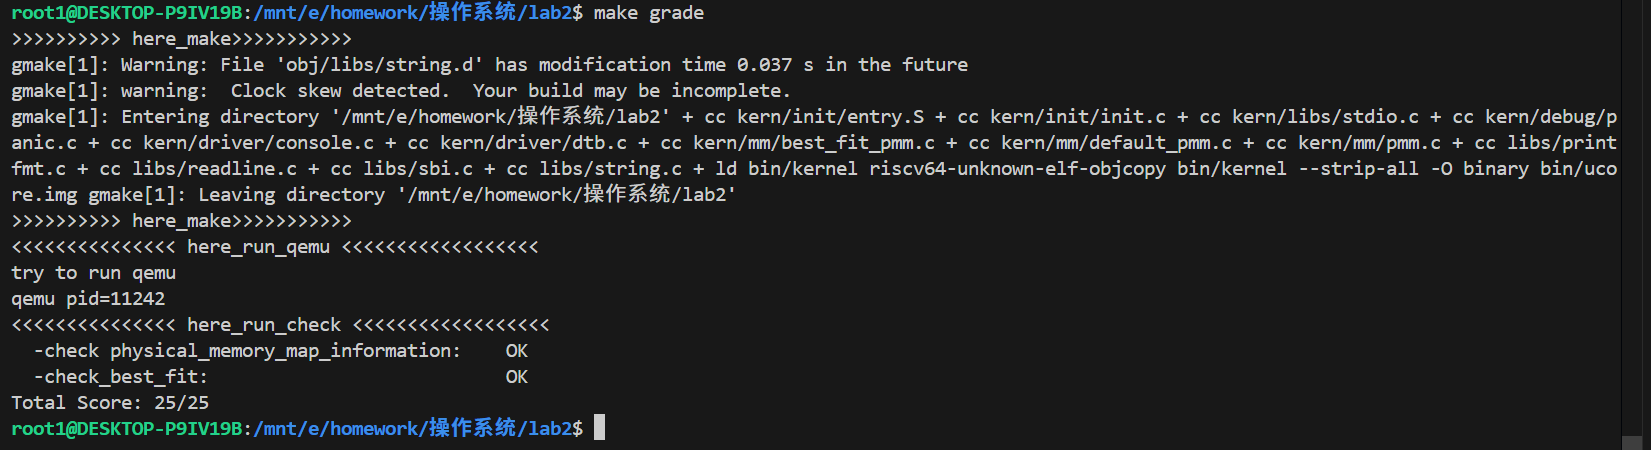 root1@DESKTOP-P9IV19B:/mnt/e/homework/操作系统/lab2$ make grade
>>>>>>>>>> here_make>>>>>>>>>>>
gmake[1]: Warning: File 'obj/libs/string.d' has modification time 0.037 s in the future
gmake[1]: warning:  Clock skew detected.  Your build may be incomplete.
gmake[1]: Entering directory '/mnt/e/homework/操作系统/lab2' + cc kern/init/entry.S + cc kern/init/init.c + cc kern/libs/stdio.c + cc kern/debug/p
anic.c + cc kern/driver/console.c + cc kern/driver/dtb.c + cc kern/mm/best_fit_pmm.c + cc kern/mm/default_pmm.c + cc kern/mm/pmm.c + cc libs/print
fmt.c + cc libs/readline.c + cc libs/sbi.c + cc libs/string.c + ld bin/kernel riscv64-unknown-elf-objcopy bin/kernel --strip-all -O binary bin/uco
re.img gmake[1]: Leaving directory '/mnt/e/homework/操作系统/lab2'
>>>>>>>>>> here_make>>>>>>>>>>>
<<<<<<<<<<<<<<< here_run_qemu <<<<<<<<<<<<<<<<<<
try to run qemu
qemu pid=11242
<<<<<<<<<<<<<<< here_run_check <<<<<<<<<<<<<<<<<<
  -check physical_memory_map_information:    OK
  -check_best_fit:                           OK
Total Score: 25/25
root1@DESKTOP-P9IV19B:/mnt/e/homework/操作系统/lab2$